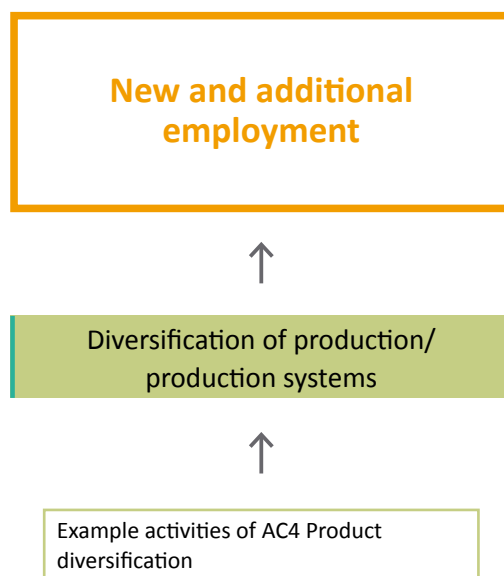 New and additional
employment
Diversification of production/
production systems
Example activities of AC4 Product
diversification